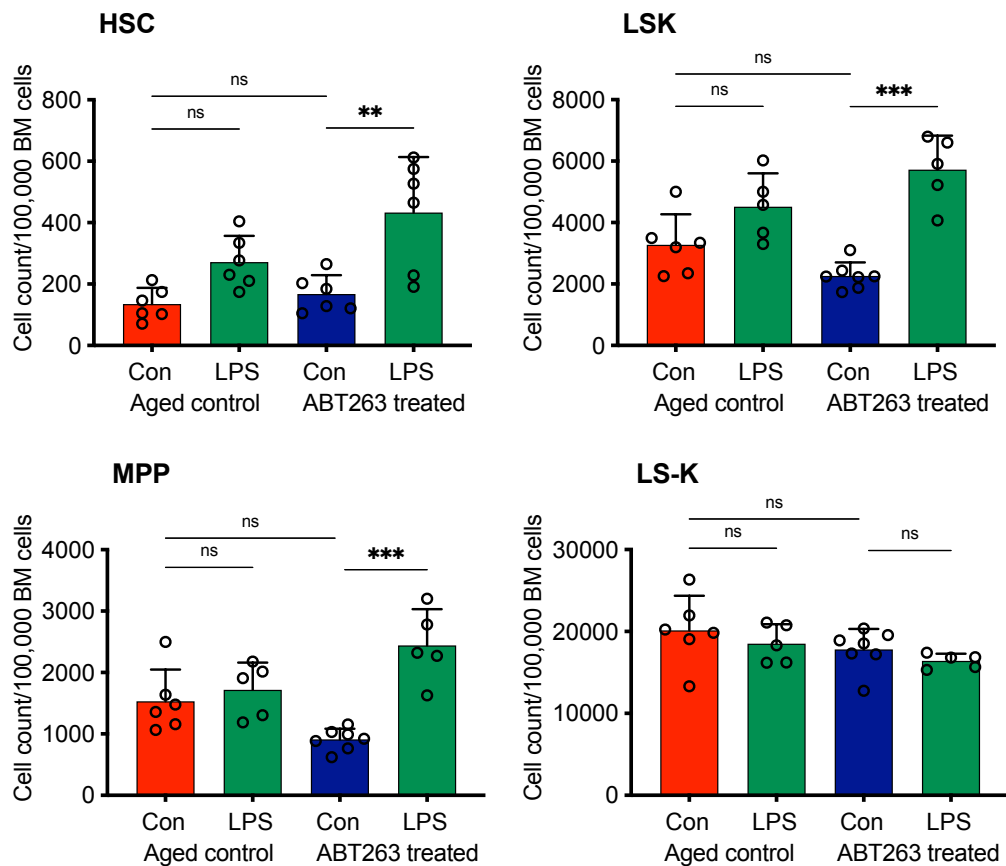 HSC
Cell count/100,000 BM cells
800
600
400
200
0
ns
ns
**
Con LPS Con LPS
Aged control ABT263 treated
LSK
Cell count/100,000 BM cells
8000
6000
4000
2000
0
ns
ns
***
Con LPS Con LPS
Aged control ABT263 treated
MPP
Cell count/100,000 BM cells
4000
3000
2000
1000
0
ns
ns
***
Con LPS Con LPS
Aged control ABT263 treated
LS-K
Cell count/100,000 BM cells
30000
20000
10000
0
ns
ns
ns
Con LPS Con LPS
Aged control ABT263 treated